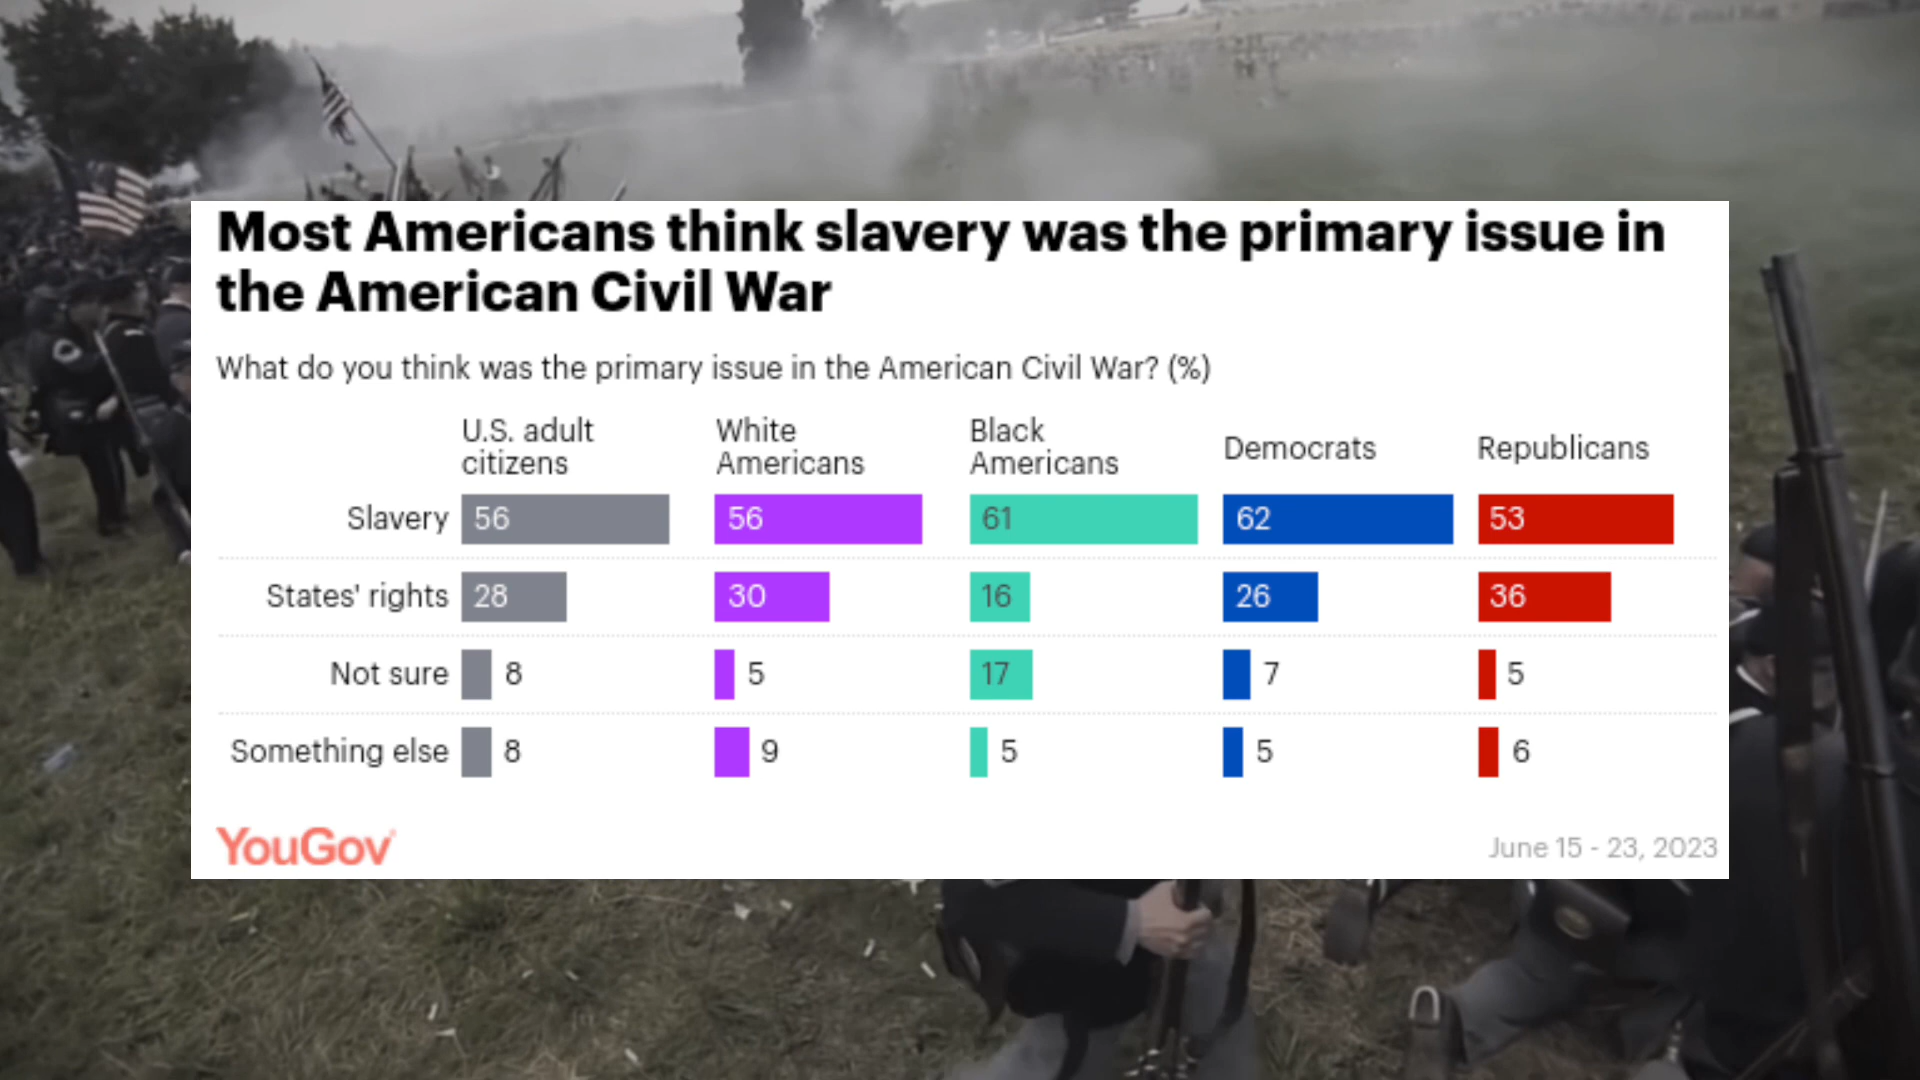 Most Americans think slavery was the primary issue in
the American Civil War
What do you think was the primary issue in the American Civil War? (%)
U.S. adult
citizens
White
Americans
Black
Americans
Democrats
Republicans
Slavery 56 56 61 62 53
States' rights 28 30 16 26 36
Not sure 8 5 17 7 5
Something else 8 9 5 5 6
YouGov
June 15 - 23, 2023